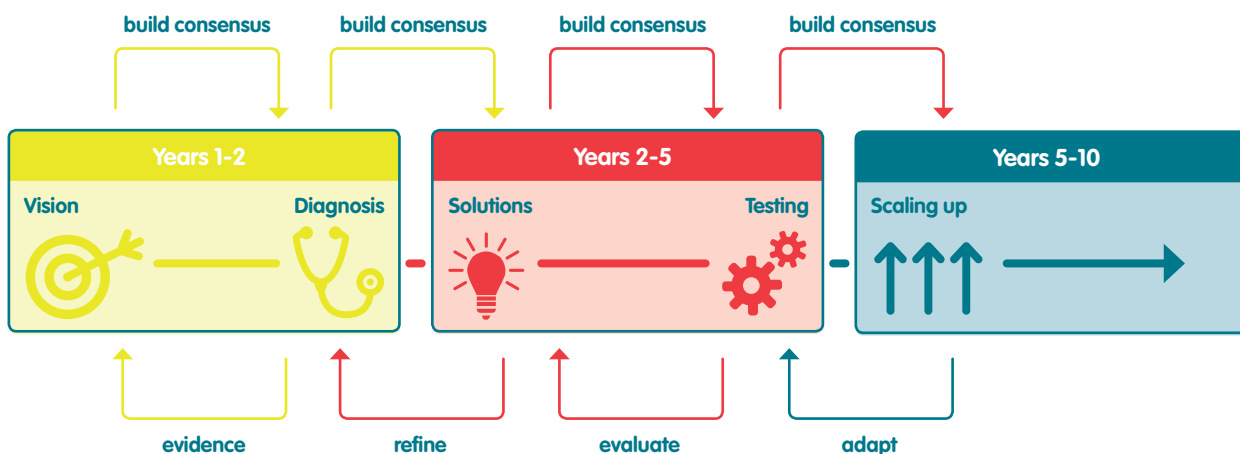 build consensus
build consensus
build consensus
build consensus
Years 1-2
Years 2-5
Years 5-10
Vision
Diagnosis
Solutions
Testing
Scaling up
evidence
refine
evaluate
adapt